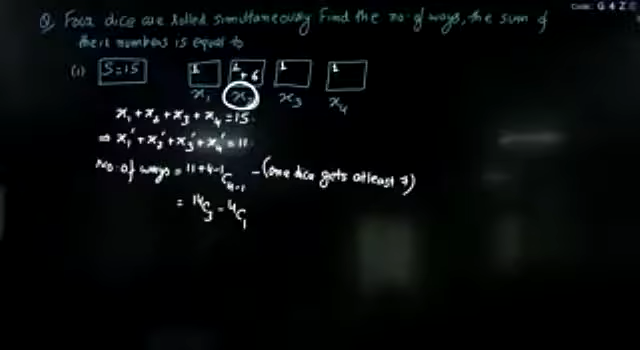 Code: G4Z
Q. Four dice are rolled simultaneously Find the no. of ways, the sum of
their numbers is equal to
(i) S=15 1 1+6 1 1
x₁ x₂ x₃ x₄
x₁ + x₂ + x₃ + x₄ = 15
⇒ x₁' + x₂' + x₃' + x₄' = 11
No. of ways = ¹¹⁺⁴⁻¹C₄₋₁ - (one dice gets atleast 7)
= ¹⁴C₃ - ⁴C₁